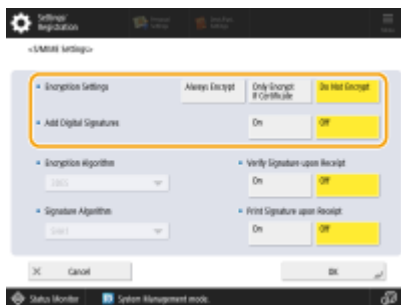 Settings/
Registration
<S/MIME Settings>
Encryption Settings
Always Encrypt
Only Encrypt
If Certificate
Do Not Encrypt
Add Digital Signatures
On
Off
Encryption Algorithm
Verify Signature upon Receipt
On
Off
Signature Algorithm
Print Signature upon Receipt
On
Off
Cancel
OK
Status Monitor
System Management mode.